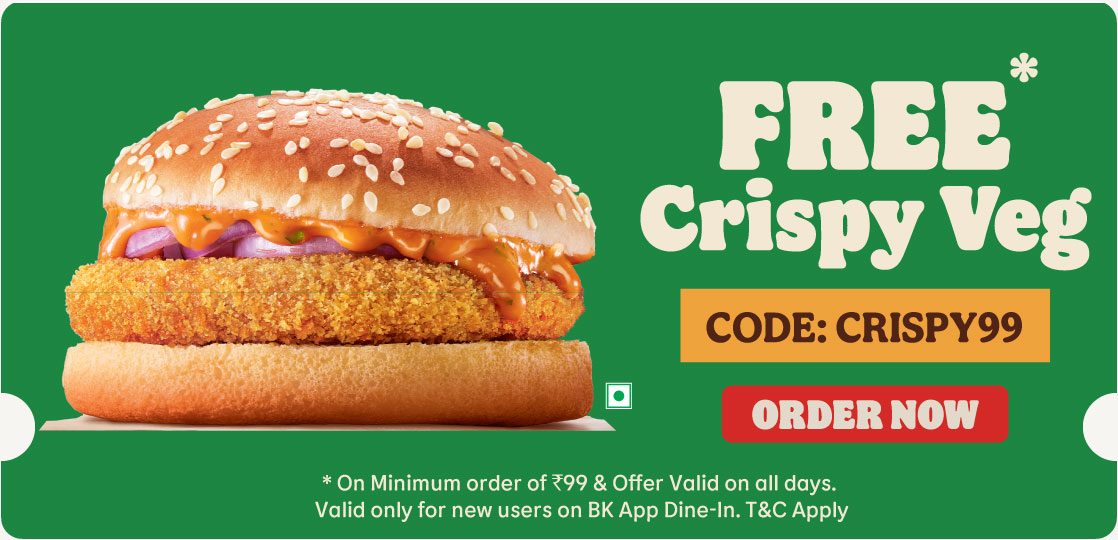 FREE*
Crispy Veg
CODE: CRISPY99
ORDER NOW
* On Minimum order of ₹99 & Offer Valid on all days.
Valid only for new users on BK App Dine-In. T&C Apply